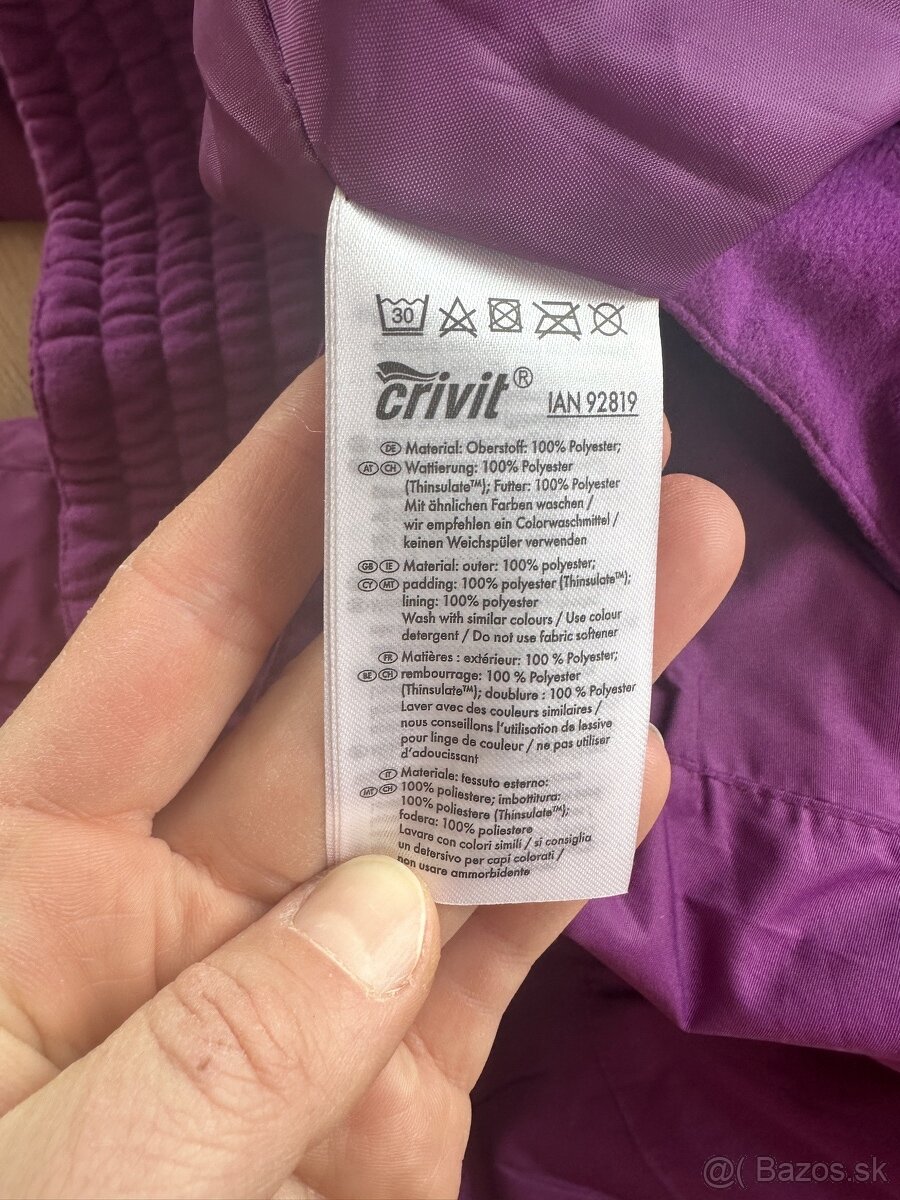 30
crivit® IAN 92819
DE Material: Oberstoff: 100% Polyester;
AT CH Wattierung: 100% Polyester
(Thinsulate™); Futter: 100% Polyester
Mit ähnlichen Farben waschen /
wir empfehlen ein Colorwaschmittel /
keinen Weichspüler verwenden
GB IE Material: outer: 100% polyester;
CY MT padding: 100% polyester (Thinsulate™);
lining: 100% polyester
Wash with similar colours / Use colour
detergent / Do not use fabric softener
FR Matières : extérieur: 100 % Polyester;
BE CH rembourrage: 100 % Polyester
(Thinsulate™); doublure : 100 % Polyester
Laver avec des couleurs similaires /
nous conseillons l'utilisation de lessive
pour linge de couleur / ne pas utiliser
d'adoucissant
IT Materiale: tessuto esterno:
MT CH 100% poliestere; imbottitura:
100% poliestere (Thinsulate™);
fodera: 100% poliestere
Lavare con colori simili / si consiglia
un detersivo per capi colorati /
non usare ammorbidente
@( Bazos.sk